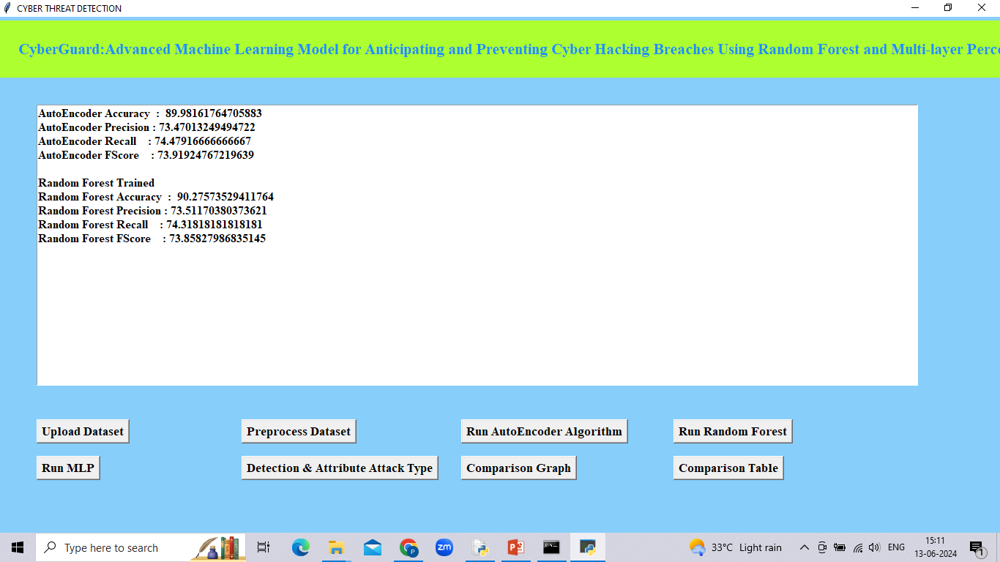 CYBER THREAT DETECTION
CyberGuard:Advanced Machine Learning Model for Anticipating and Preventing Cyber Hacking Breaches Using Random Forest and Multi-layer Perc
AutoEncoder Accuracy : 89.98161764705883
AutoEncoder Precision : 73.47013249494722
AutoEncoder Recall : 74.47916666666667
AutoEncoder FScore : 73.91924767219639
Random Forest Trained
Random Forest Accuracy : 90.27573529411764
Random Forest Precision : 73.51170380373621
Random Forest Recall : 74.31818181818181
Random Forest FScore : 73.85827986835145
Upload Dataset Preprocess Dataset Run AutoEncoder Algorithm Run Random Forest
Run MLP Detection & Attribute Attack Type Comparison Graph Comparison Table
Type here to search zm P 33°C Light rain ENG 15:11
13-06-2024 1